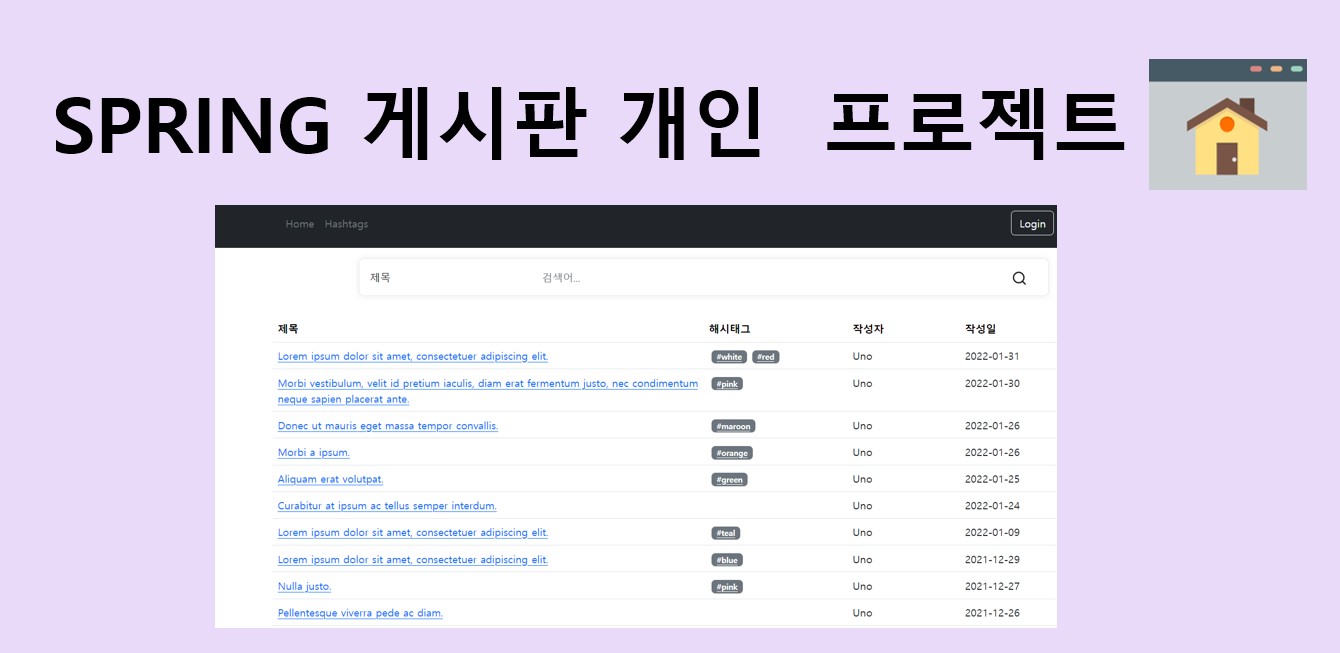 SPRING 게시판 개인 프로젝트
Home Hashtags Login
제목 검색어...
제목 해시태그 작성자 작성일
Lorem ipsum dolor sit amet, consectetuer adipiscing elit. #white #red Uno 2022-01-31
Morbi vestibulum, velit id pretium iaculis, diam erat fermentum justo, nec condimentum #pink Uno 2022-01-30
neque sapien placerat ante.
Donec ut mauris eget massa tempor convallis. #maroon Uno 2022-01-26
Morbi a ipsum. #orange Uno 2022-01-26
Aliquam erat volutpat. #green Uno 2022-01-25
Curabitur at ipsum ac tellus semper interdum. Uno 2022-01-24
Lorem ipsum dolor sit amet, consectetuer adipiscing elit. #teal Uno 2022-01-09
Lorem ipsum dolor sit amet, consectetuer adipiscing elit. #blue Uno 2021-12-29
Nulla justo. #pink Uno 2021-12-27
Pellentesque viverra pede ac diam. Uno 2021-12-26